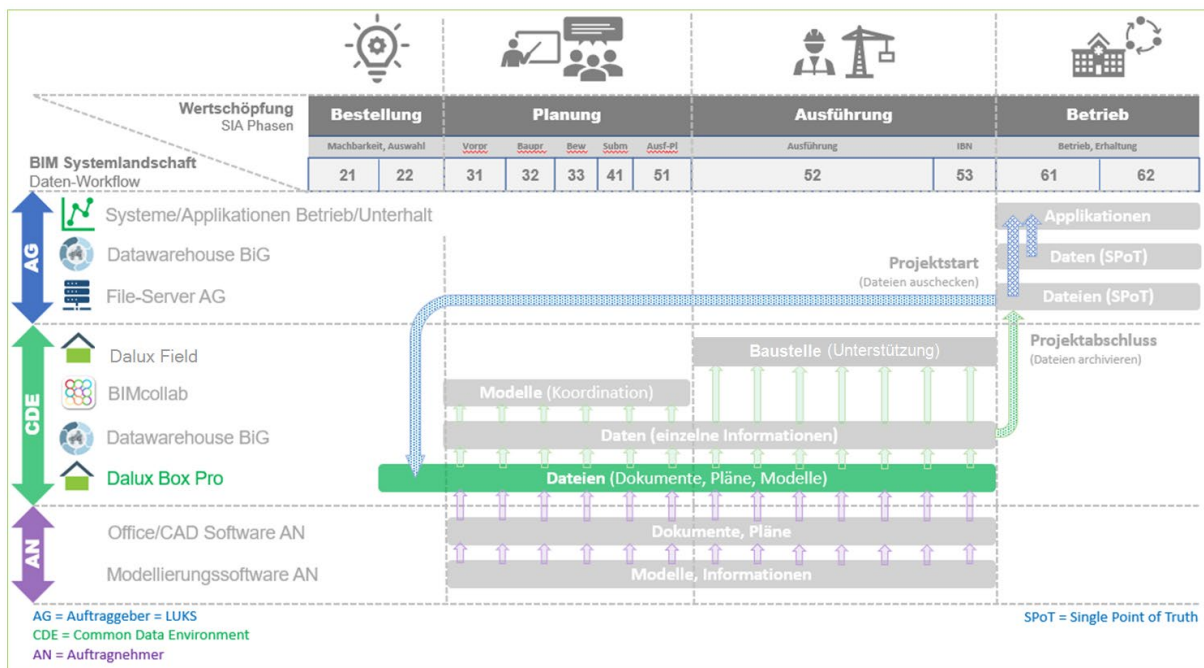 Wertschöpfung
SIA Phasen
Bestellung
Planung
Ausführung
Betrieb
Machbarkeit, Auswahl
Vorpr
Baupr
Bew
Subm
Ausf-Pl
Ausführung
IBN
Betrieb, Erhaltung
BIM Systemlandschaft
Daten-Workflow
21
22
31
32
33
41
51
52
53
61
62
AG
Systeme/Applikationen Betrieb/Unterhalt
Applikationen
Datawarehouse BiG
Projektstart
(Dateien auschecken)
Daten (SPoT)
File-Server AG
Dateien (SPoT)
CDE
Dalux Field
Baustelle (Unterstützung)
Projektabschluss
(Dateien archivieren)
BIMcollab
Modelle (Koordination)
Datawarehouse BiG
Daten (einzelne Informationen)
Dalux Box Pro
Dateien (Dokumente, Pläne, Modelle)
AN
Office/CAD Software AN
Dokumente, Pläne
Modellierungssoftware AN
Modelle, Informationen
AG = Auftraggeber = LUKS
SPoT = Single Point of Truth
CDE = Common Data Environment
AN = Auftragnehmer